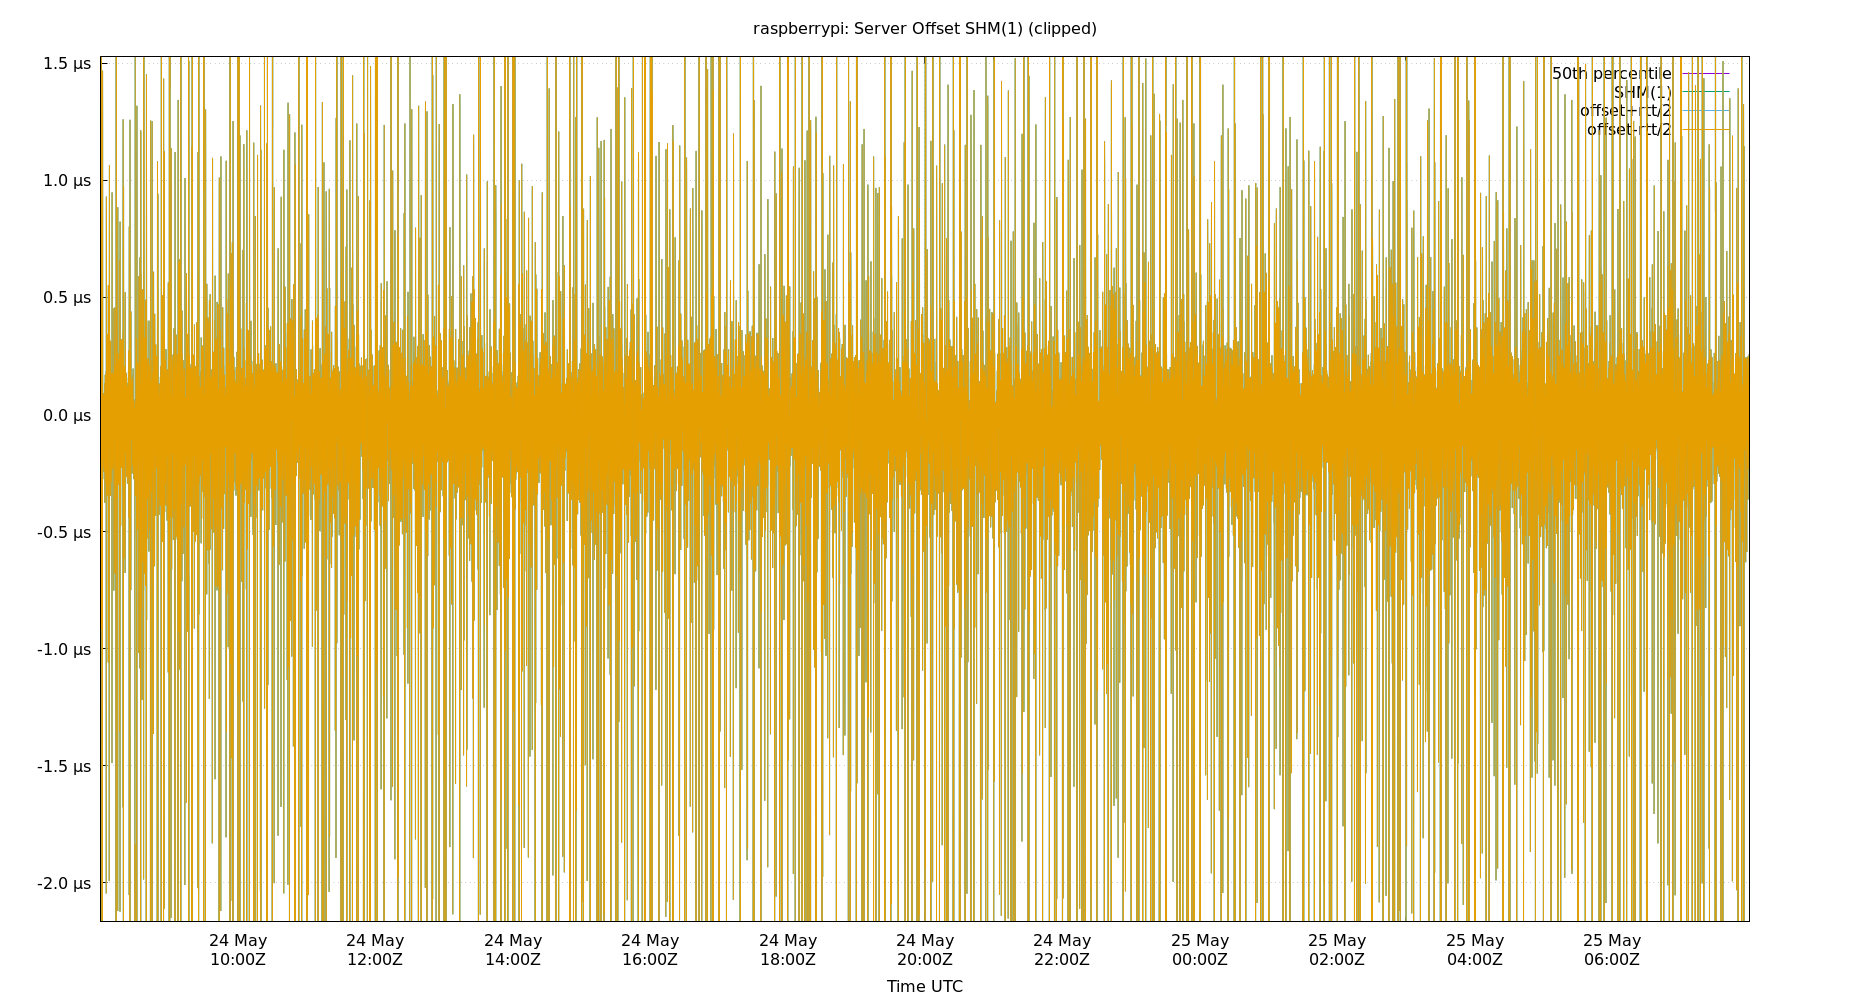 raspberrypi: Server Offset SHM(1) (clipped)
1.5 µs
1.0 µs
0.5 µs
0.0 µs
-0.5 µs
-1.0 µs
-1.5 µs
-2.0 µs
50th percentile
SHM(1)
offset+rtt/2
offset-rtt/2
24 May 24 May 24 May 24 May 24 May 24 May 24 May 25 May 25 May 25 May 25 May
10:00Z 12:00Z 14:00Z 16:00Z 18:00Z 20:00Z 22:00Z 00:00Z 02:00Z 04:00Z 06:00Z
Time UTC